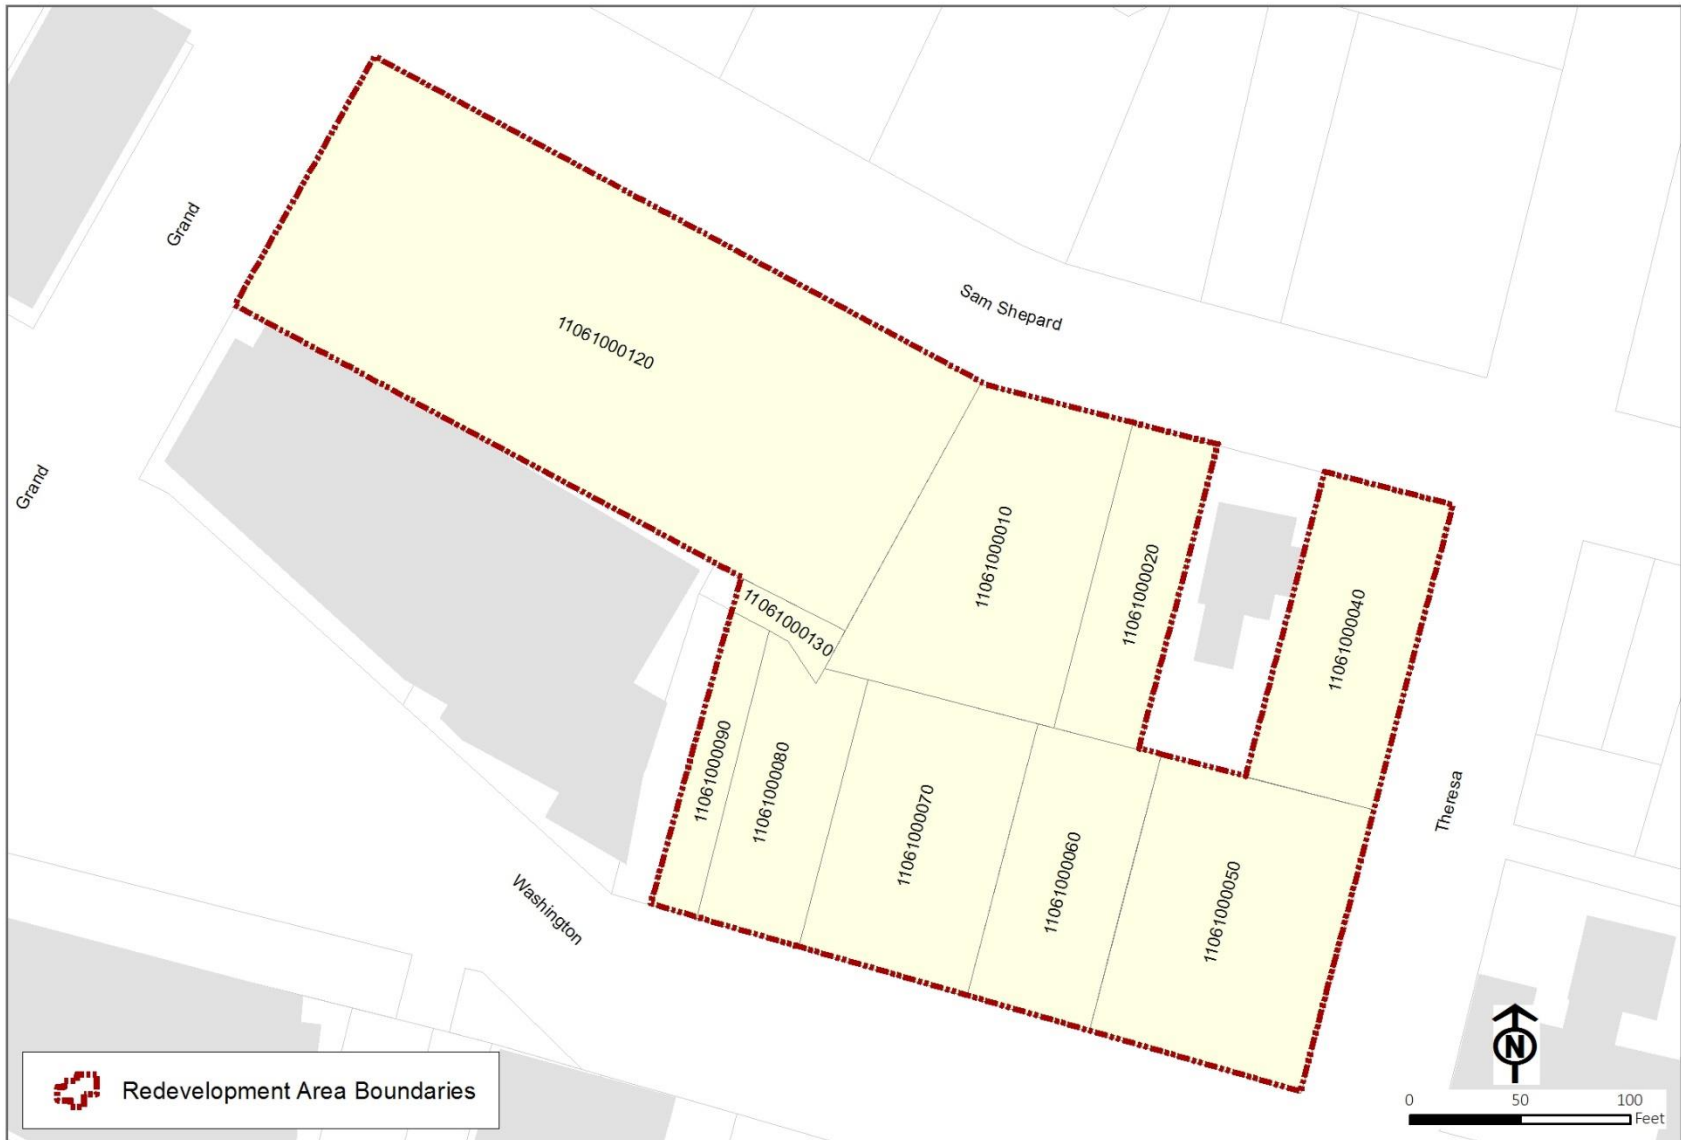 Grand
Sam Shepard
11061000120
Grand
11061000010
11061000020
11061000040
11061000130
11061000090
11061000080
11061000070
11061000060
11061000050
Theresa
Washington
N
Redevelopment Area Boundaries
0 50 100
Feet